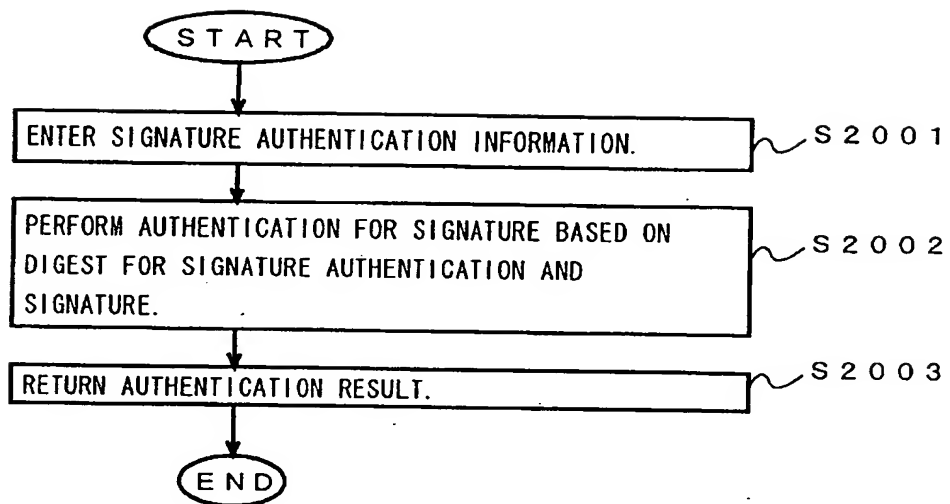 START
ENTER SIGNATURE AUTHENTICATION INFORMATION.
S2001
PERFORM AUTHENTICATION FOR SIGNATURE BASED ON
DIGEST FOR SIGNATURE AUTHENTICATION AND
SIGNATURE.
S2002
RETURN AUTHENTICATION RESULT.
S2003
END